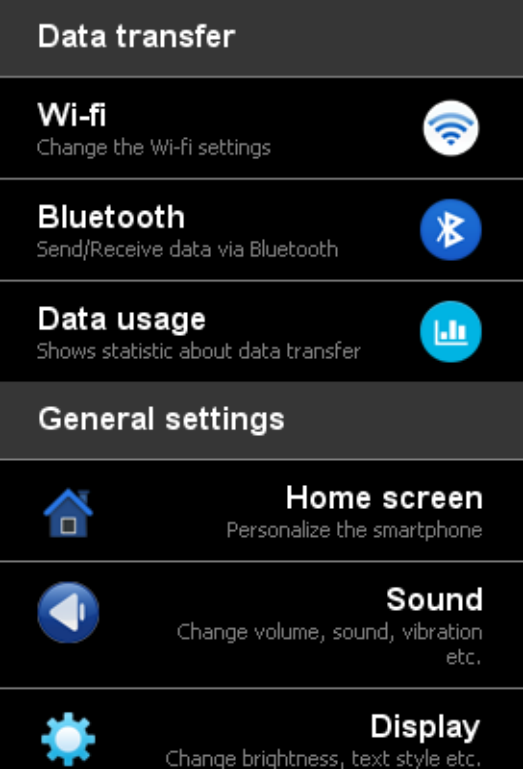 Data transfer
Wi-fi
Change the Wi-fi settings
Bluetooth
Send/Receive data via Bluetooth
Data usage
Shows statistic about data transfer
General settings
Home screen
Personalize the smartphone
Sound
Change volume, sound, vibration
etc.
Display
Change brightness, text style etc.